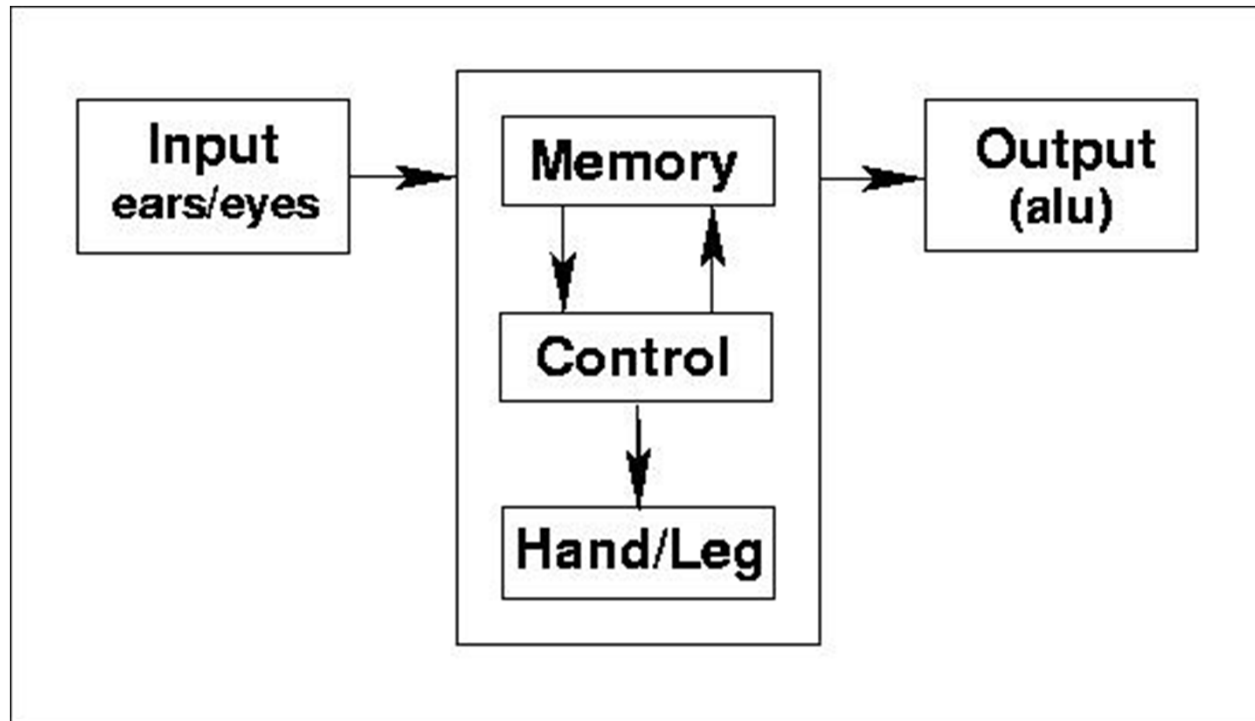 Input
ears/eyes
Memory
Control
Hand/Leg
Output
(alu)